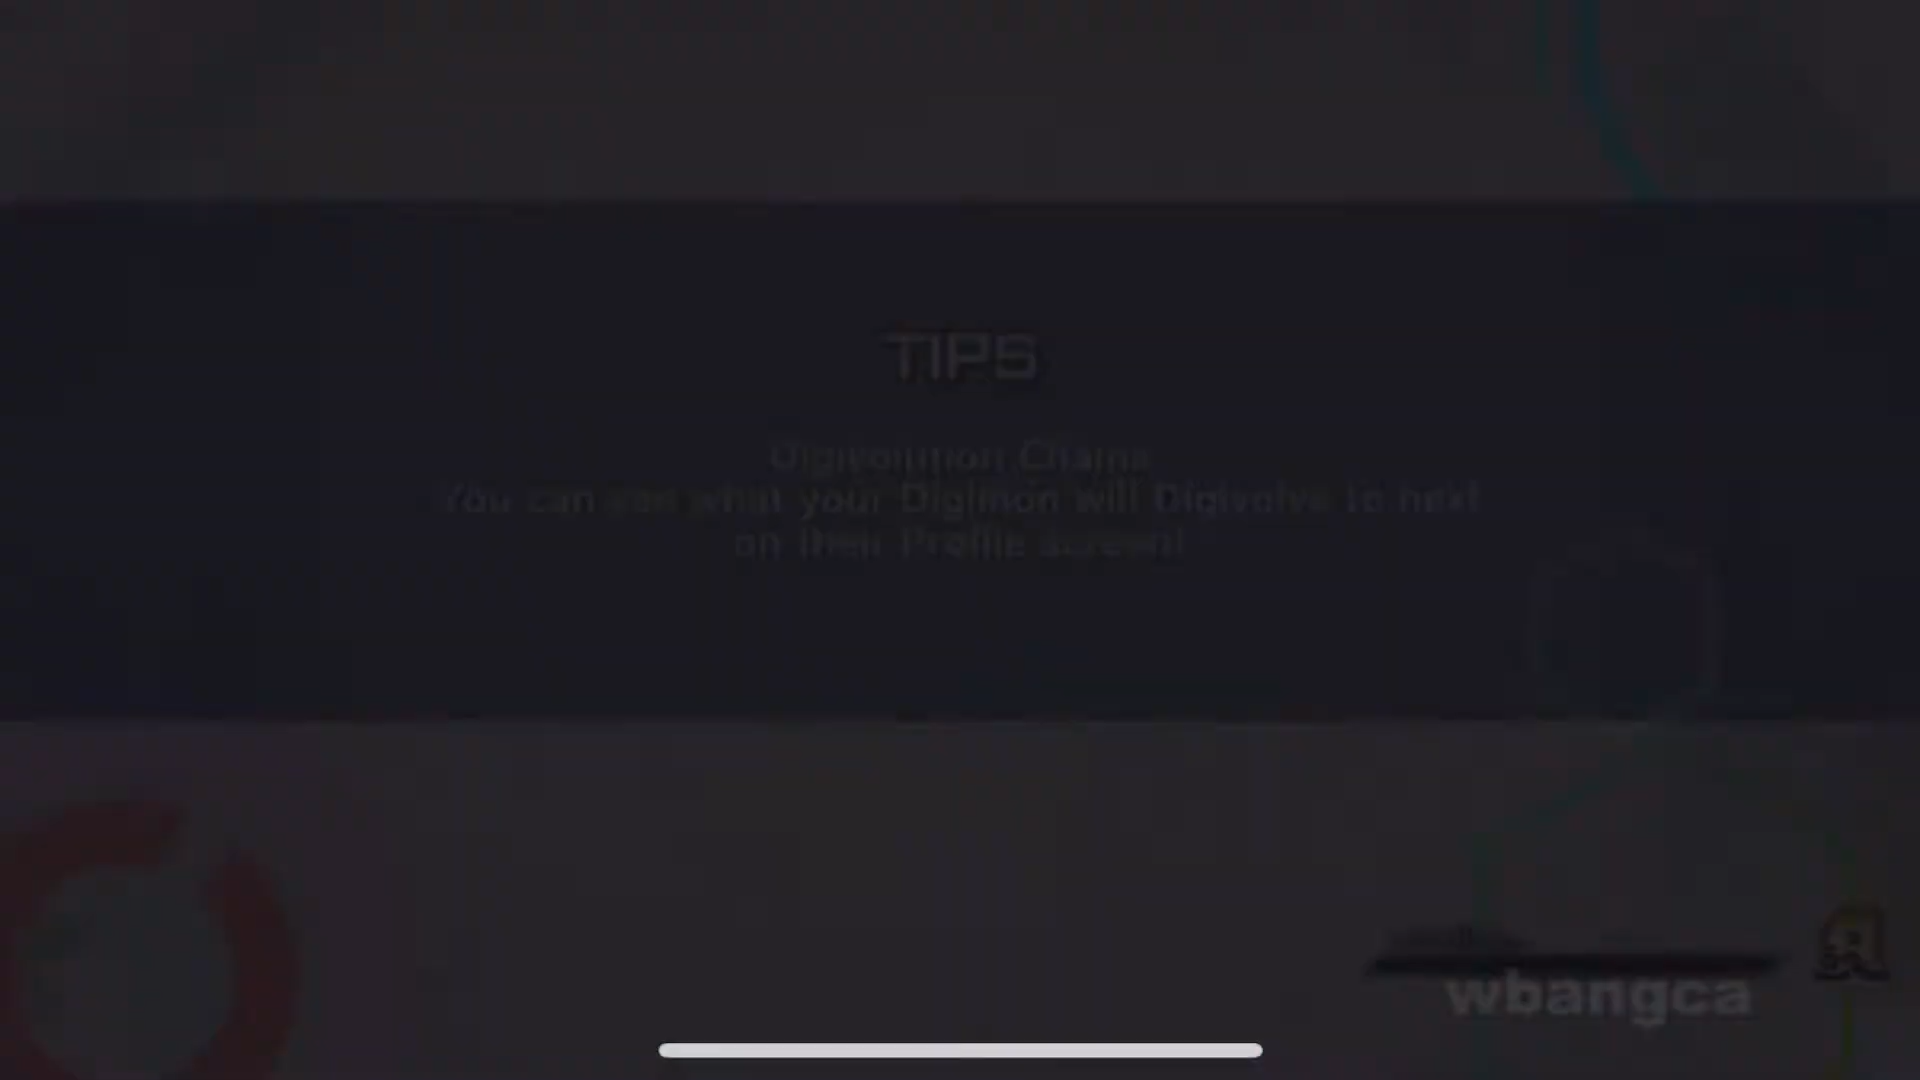 TIPS
Digivolution Chains
You can see what your Digimon will Digivolve to next
on their Profile screen!
wbangca